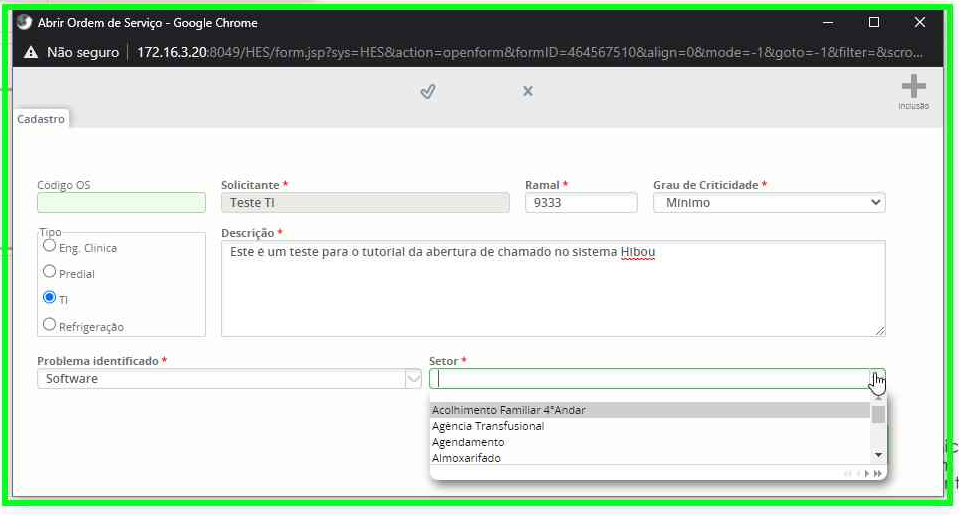 Abrir Ordem de Serviço - Google Chrome
Não seguro | 172.16.3.20:8049/HES/form.jsp?sys=HES&action=openform&formID=464567510&align=0&mode=-1&goto=-1&filter=&scro...
Inclusão
Cadastro
Código OS
Solicitante *
Ramal *
Grau de Criticidade *
Teste TI
9333
Mínimo
Tipo
Descrição *
Eng. Clínica
Predial
TI
Refrigeração
Este é um teste para o tutorial da abertura de chamado no sistema Hibou
Problema identificado *
Setor *
Software
Acolhimento Familiar 4°Andar
Agência Transfusional
Agendamento
Almoxarifado